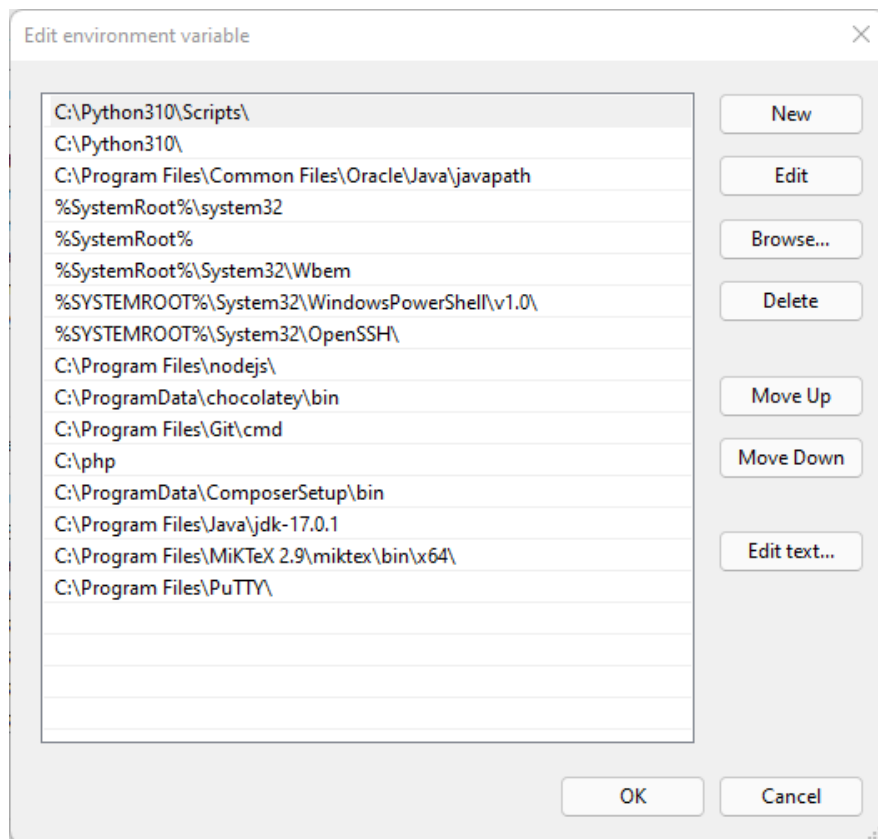 Edit environment variable
C:\Python310\Scripts\
C:\Python310\
C:\Program Files\Common Files\Oracle\Java\javapath
%SystemRoot%\system32
%SystemRoot%
%SystemRoot%\System32\Wbem
%SYSTEMROOT%\System32\WindowsPowerShell\v1.0\
%SYSTEMROOT%\System32\OpenSSH\
C:\Program Files\nodejs\
C:\ProgramData\chocolatey\bin
C:\Program Files\Git\cmd
C:\php
C:\ProgramData\ComposerSetup\bin
C:\Program Files\Java\jdk-17.0.1
C:\Program Files\MiKTeX 2.9\miktex\bin\x64\
C:\Program Files\PuTTY\
New
Edit
Browse...
Delete
Move Up
Move Down
Edit text...
OK
Cancel